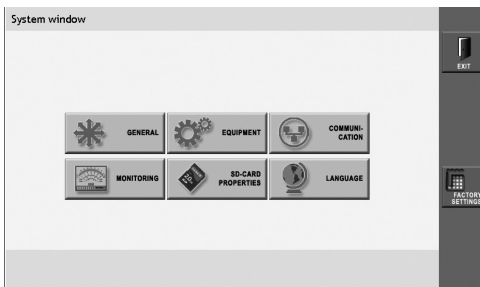 System window
EXIT
GENERAL
EQUIPMENT
COMMUNI-
CATION
MONITORING
SD-CARD
PROPERTIES
LANGUAGE
FACTORY
SETTINGS